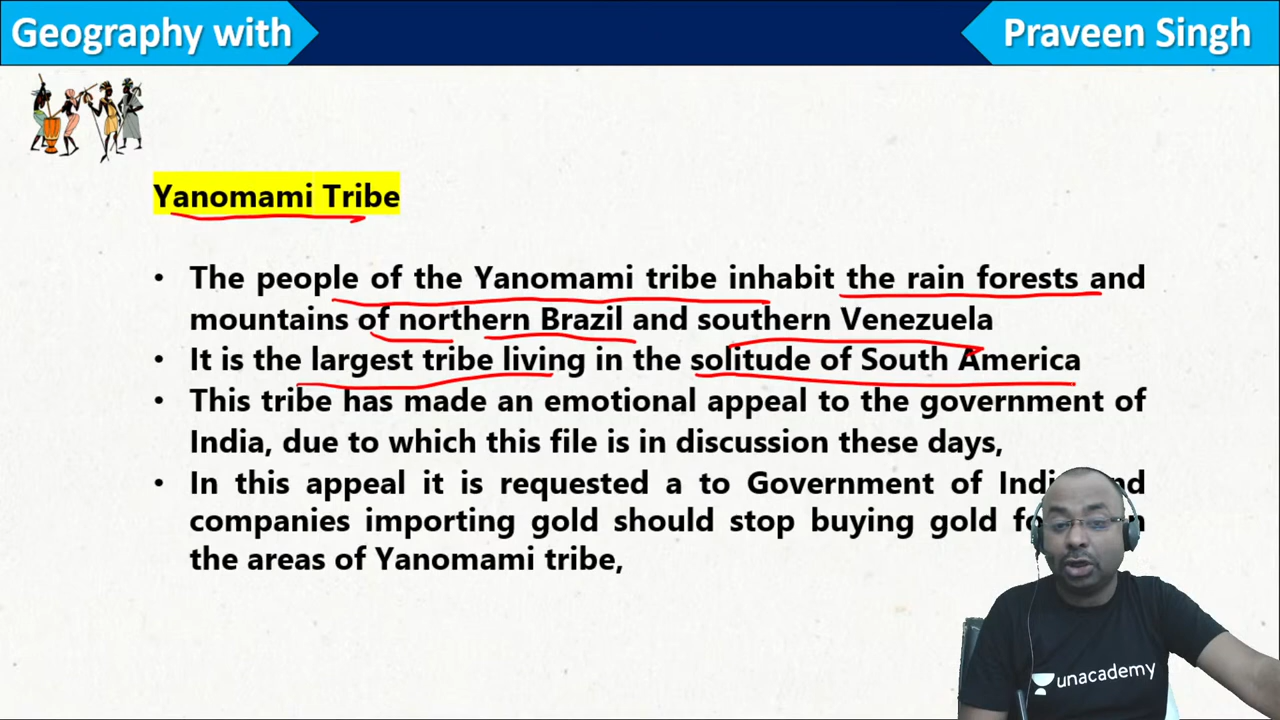 Geography with
Praveen Singh
Yanomami Tribe
• The people of the Yanomami tribe inhabit the rain forests and
mountains of northern Brazil and southern Venezuela
• It is the largest tribe living in the solitude of South America
• This tribe has made an emotional appeal to the government of
India, due to which this file is in discussion these days,
• In this appeal it is requested a to Government of
companies importing gold should stop buying gold
the areas of Yanomami tribe,
unacademy